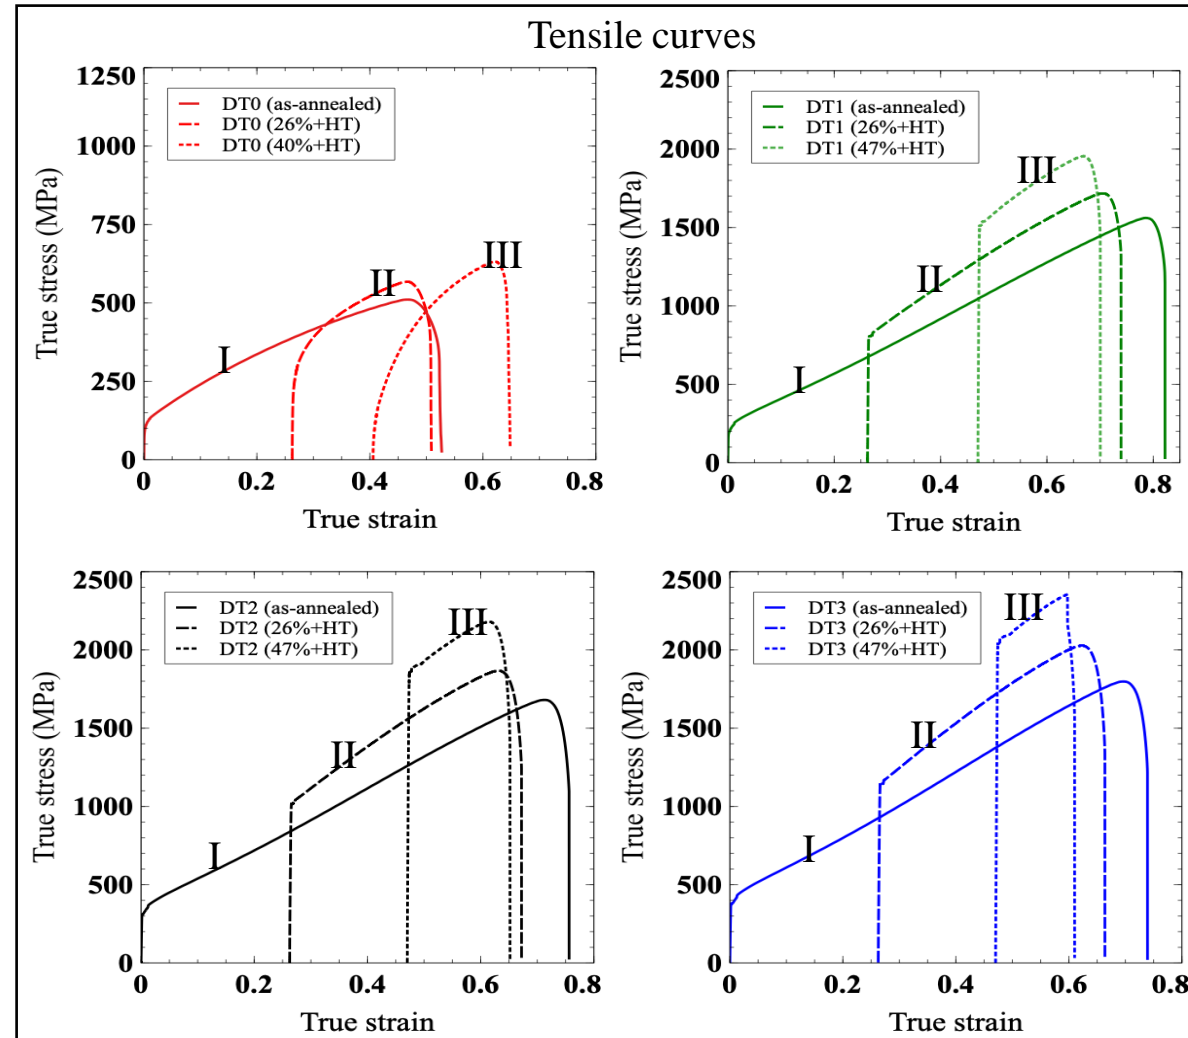 Tensile curves
1250
1000
750
500
250
0
0
0.2
0.4
0.6
0.8
True stress (MPa)
True strain
DT0 (as-annealed)
DT0 (26%+HT)
DT0 (40%+HT)
I
II
III
2500
2000
1500
1000
500
0
0
0.2
0.4
0.6
0.8
True stress (MPa)
True strain
DT1 (as-annealed)
DT1 (26%+HT)
DT1 (47%+HT)
I
II
III
2500
2000
1500
1000
500
0
0
0.2
0.4
0.6
0.8
True stress (MPa)
True strain
DT2 (as-annealed)
DT2 (26%+HT)
DT2 (47%+HT)
I
II
III
2500
2000
1500
1000
500
0
0
0.2
0.4
0.6
0.8
True stress (MPa)
True strain
DT3 (as-annealed)
DT3 (26%+HT)
DT3 (47%+HT)
I
II
III